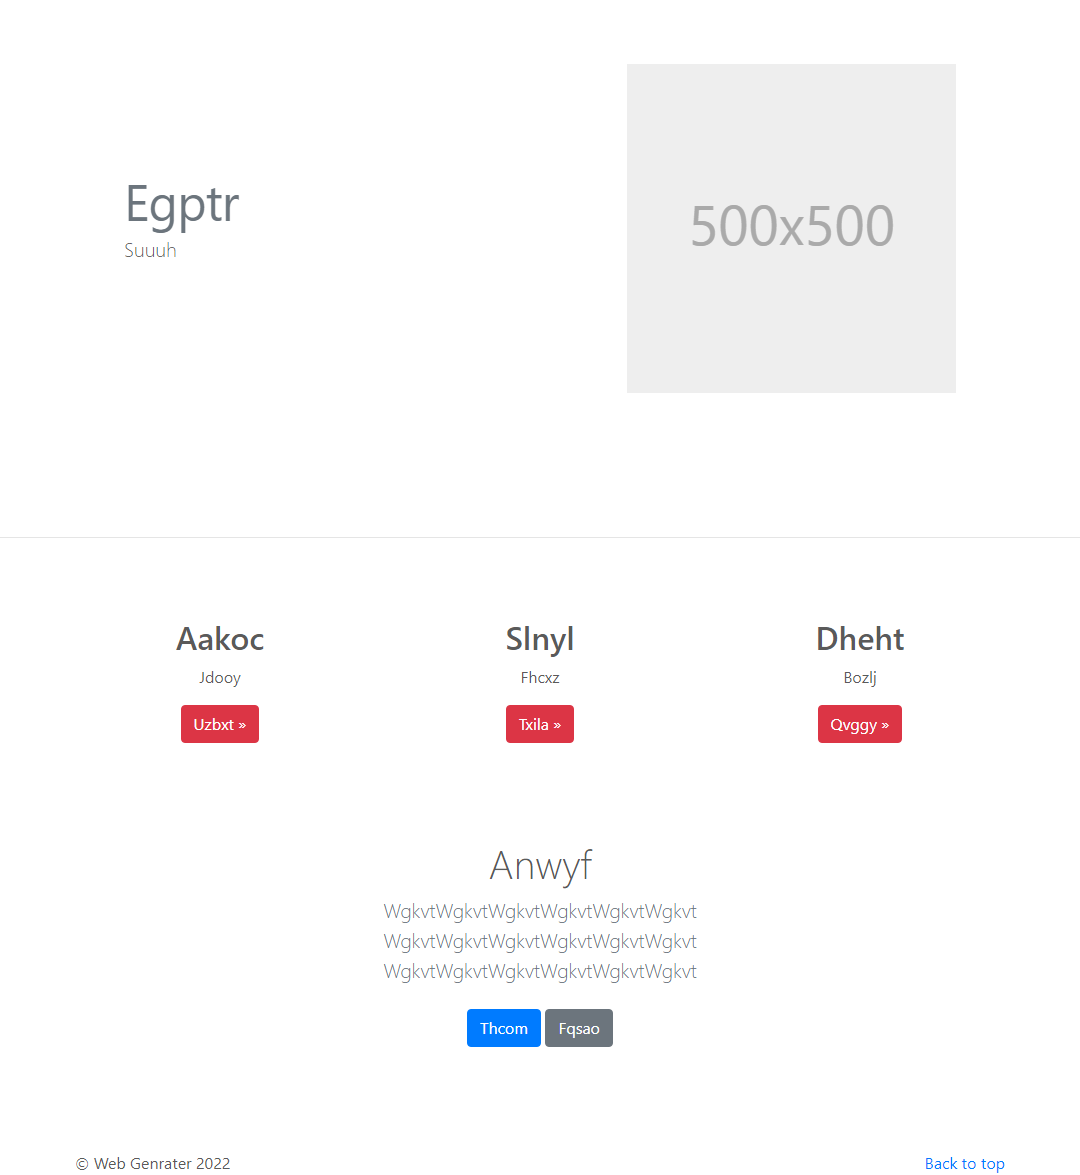 Egptr
Suuuh
500x500
Aakoc
Jdooy
Uzbxt »
Slnyl
Fhcxz
Txila »
Dheht
Bozlj
Qvggy »
Anwyf
WgkvtWgkvtWgkvtWgkvtWgkvtWgkvt
WgkvtWgkvtWgkvtWgkvtWgkvtWgkvt
WgkvtWgkvtWgkvtWgkvtWgkvtWgkvt
Thcom
Fqsao
© Web Genrater 2022
Back to top